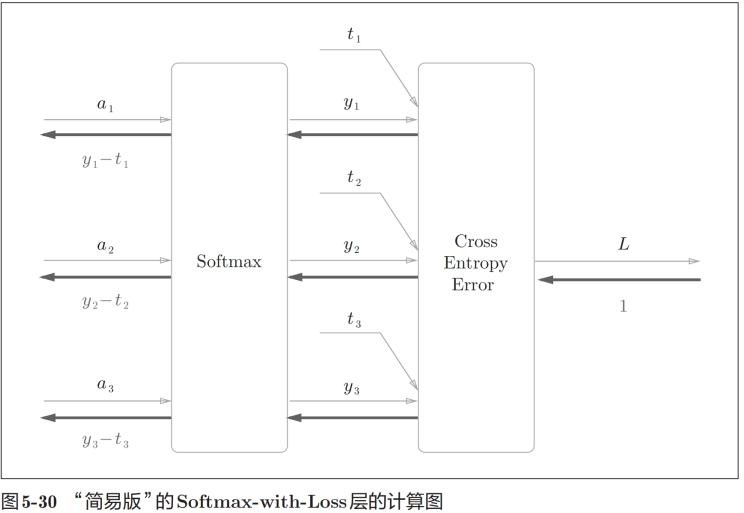 t₁
a₁
y₁
y₁−t₁
t₂
a₂
y₂
Softmax
Cross
Entropy
Error
L
y₂−t₂
1
t₃
a₃
y₃
y₃−t₃
图5-30 “简易版”的Softmax-with-Loss层的计算图